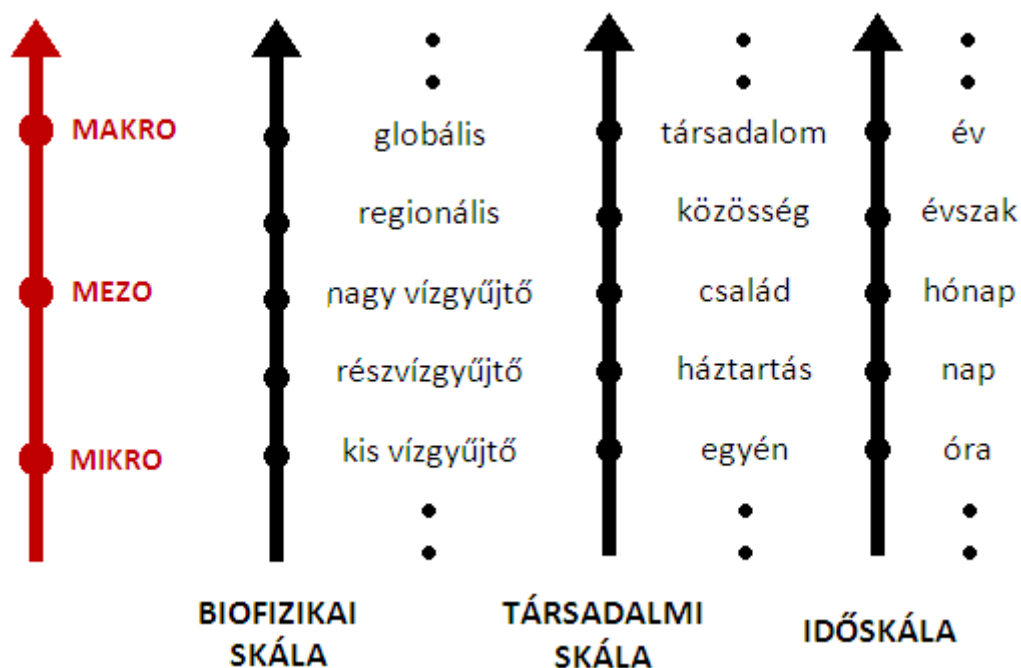 MAKRO
MEZO
MIKRO
globális
regionális
nagy vízgyűjtő
részvízgyűjtő
kis vízgyűjtő
BIOFIZIKAI
SKÁLA
társadalom
közösség
család
háztartás
egyén
TÁRSADALMI
SKÁLA
év
évszak
hónap
nap
óra
IDŐSKÁLA